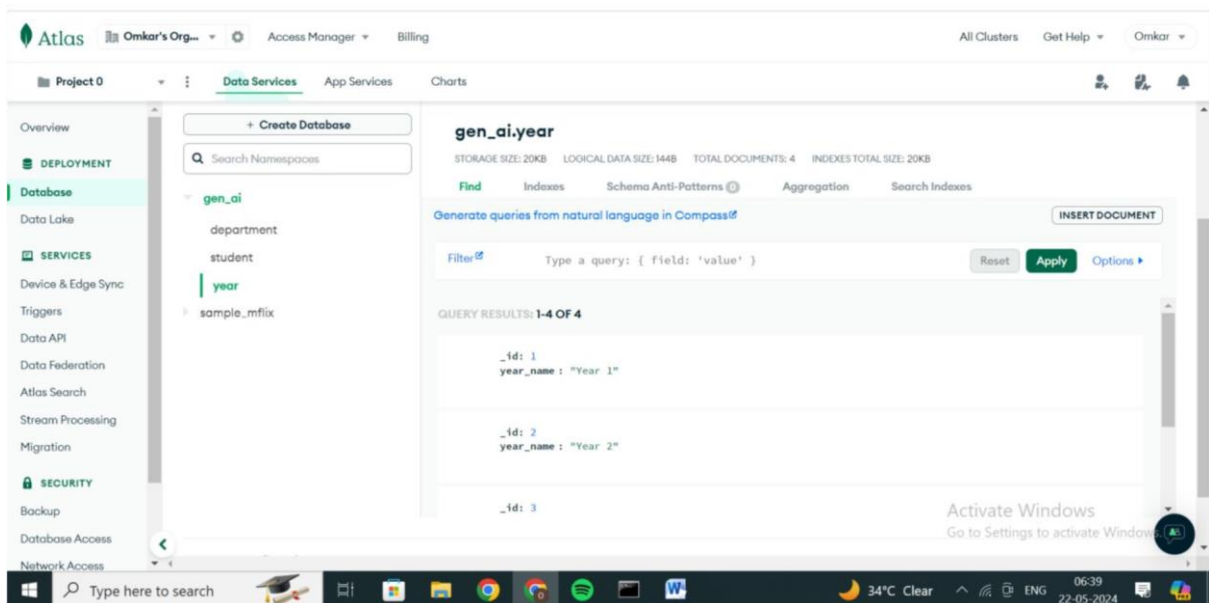 Atlas Omkar's Org... Access Manager Billing All Clusters Get Help Omkar
Project 0 Data Services App Services Charts
Overview
DEPLOYMENT
Database
Data Lake
SERVICES
Device & Edge Sync
Triggers
Data API
Data Federation
Atlas Search
Stream Processing
Migration
SECURITY
Backup
Database Access
Network Access
+ Create Database
Search Namespaces
gen_ai
department
student
year
sample_mflix
gen_ai.year
STORAGE SIZE: 20KB LOGICAL DATA SIZE: 144B TOTAL DOCUMENTS: 4 INDEXES TOTAL SIZE: 20KB
Find Indexes Schema Anti-Patterns 0 Aggregation Search Indexes
Generate queries from natural language in Compass
INSERT DOCUMENT
Filter Type a query: { field: 'value' } Reset Apply Options
QUERY RESULTS: 1-4 OF 4
_id: 1
year_name : "Year 1"
_id: 2
year_name : "Year 2"
_id: 3
Activate Windows
Go to Settings to activate Windows.
Type here to search 34°C Clear ENG 06:39
22-05-2024